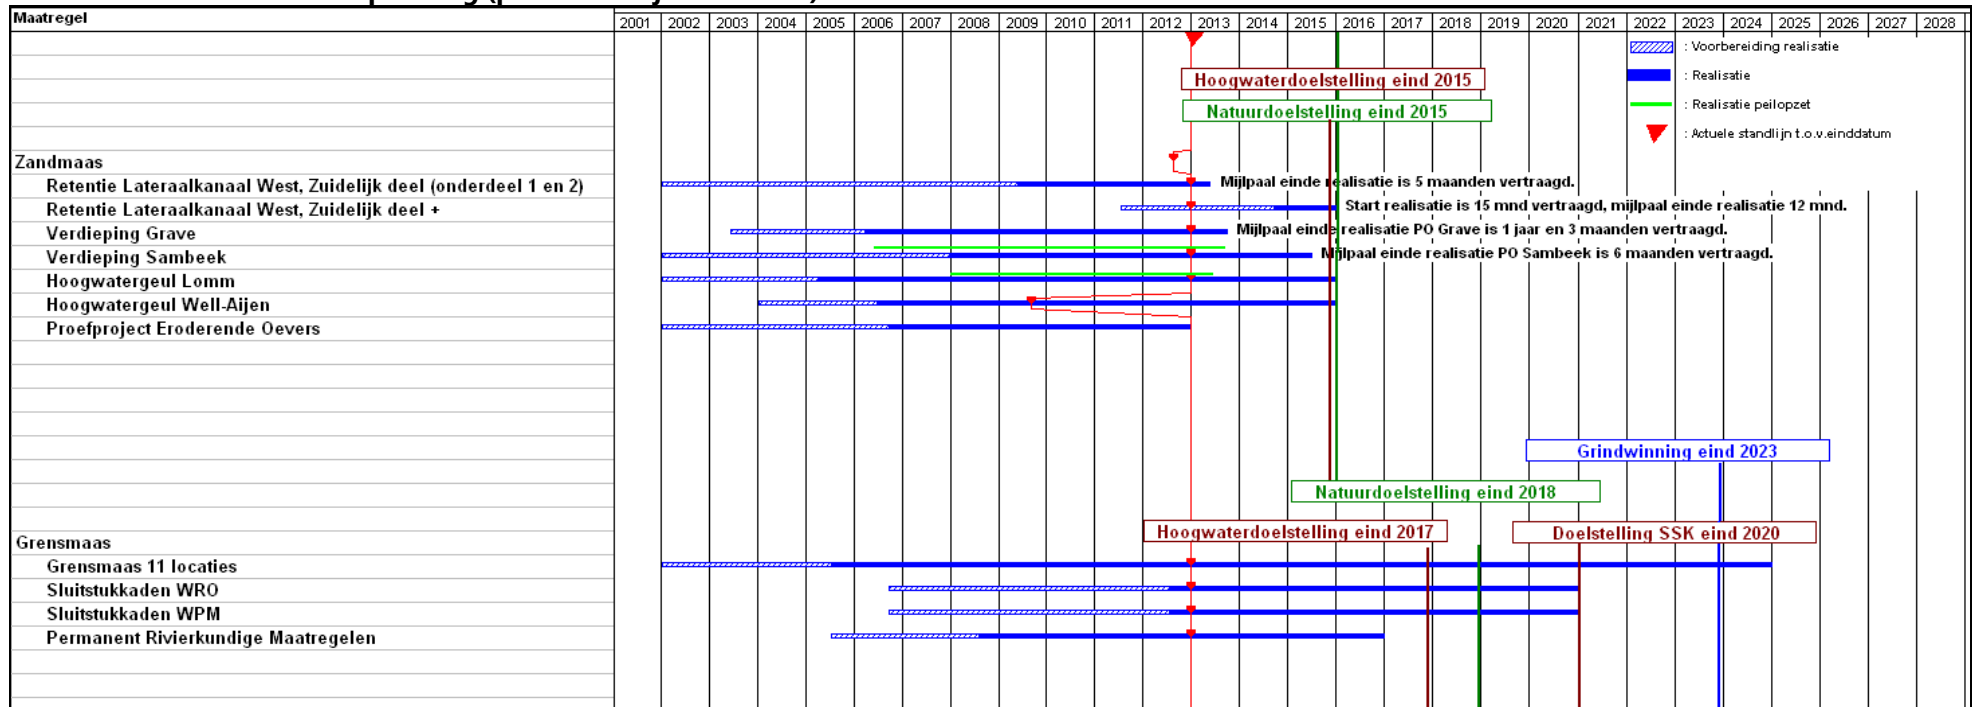 Maatregel
2001 2002 2003 2004 2005 2006 2007 2008 2009 2010 2011 2012 2013 2014 2015 2016 2017 2018 2019 2020 2021 2022 2023 2024 2025 2026 2027 2028
: Voorbereiding realisatie
: Realisatie
: Realisatie peilopzet
: Actuele standlijn t.o.v.einddatum
Hoogwaterdoelstelling eind 2015
Natuurdoelstelling eind 2015
Zandmaas
Retentie Lateraalkanaal West, Zuidelijk deel (onderdeel 1 en 2)
Mijlpaal einde realisatie is 5 maanden vertraagd.
Retentie Lateraalkanaal West, Zuidelijk deel +
Start realisatie is 15 mnd vertraagd, mijlpaal einde realisatie 12 mnd.
Verdieping Grave
Mijlpaal einde realisatie PO Grave is 1 jaar en 3 maanden vertraagd.
Verdieping Sambeek
Mijlpaal einde realisatie PO Sambeek is 6 maanden vertraagd.
Hoogwatergeul Lomm
Hoogwatergeul Well-Aijen
Proefproject Eroderende Oevers
Grindwinning eind 2023
Natuurdoelstelling eind 2018
Hoogwaterdoelstelling eind 2017
Doelstelling SSK eind 2020
Grensmaas
Grensmaas 11 locaties
Sluitstukkaden WRO
Sluitstukkaden WPM
Permanent Rivierkundige Maatregelen